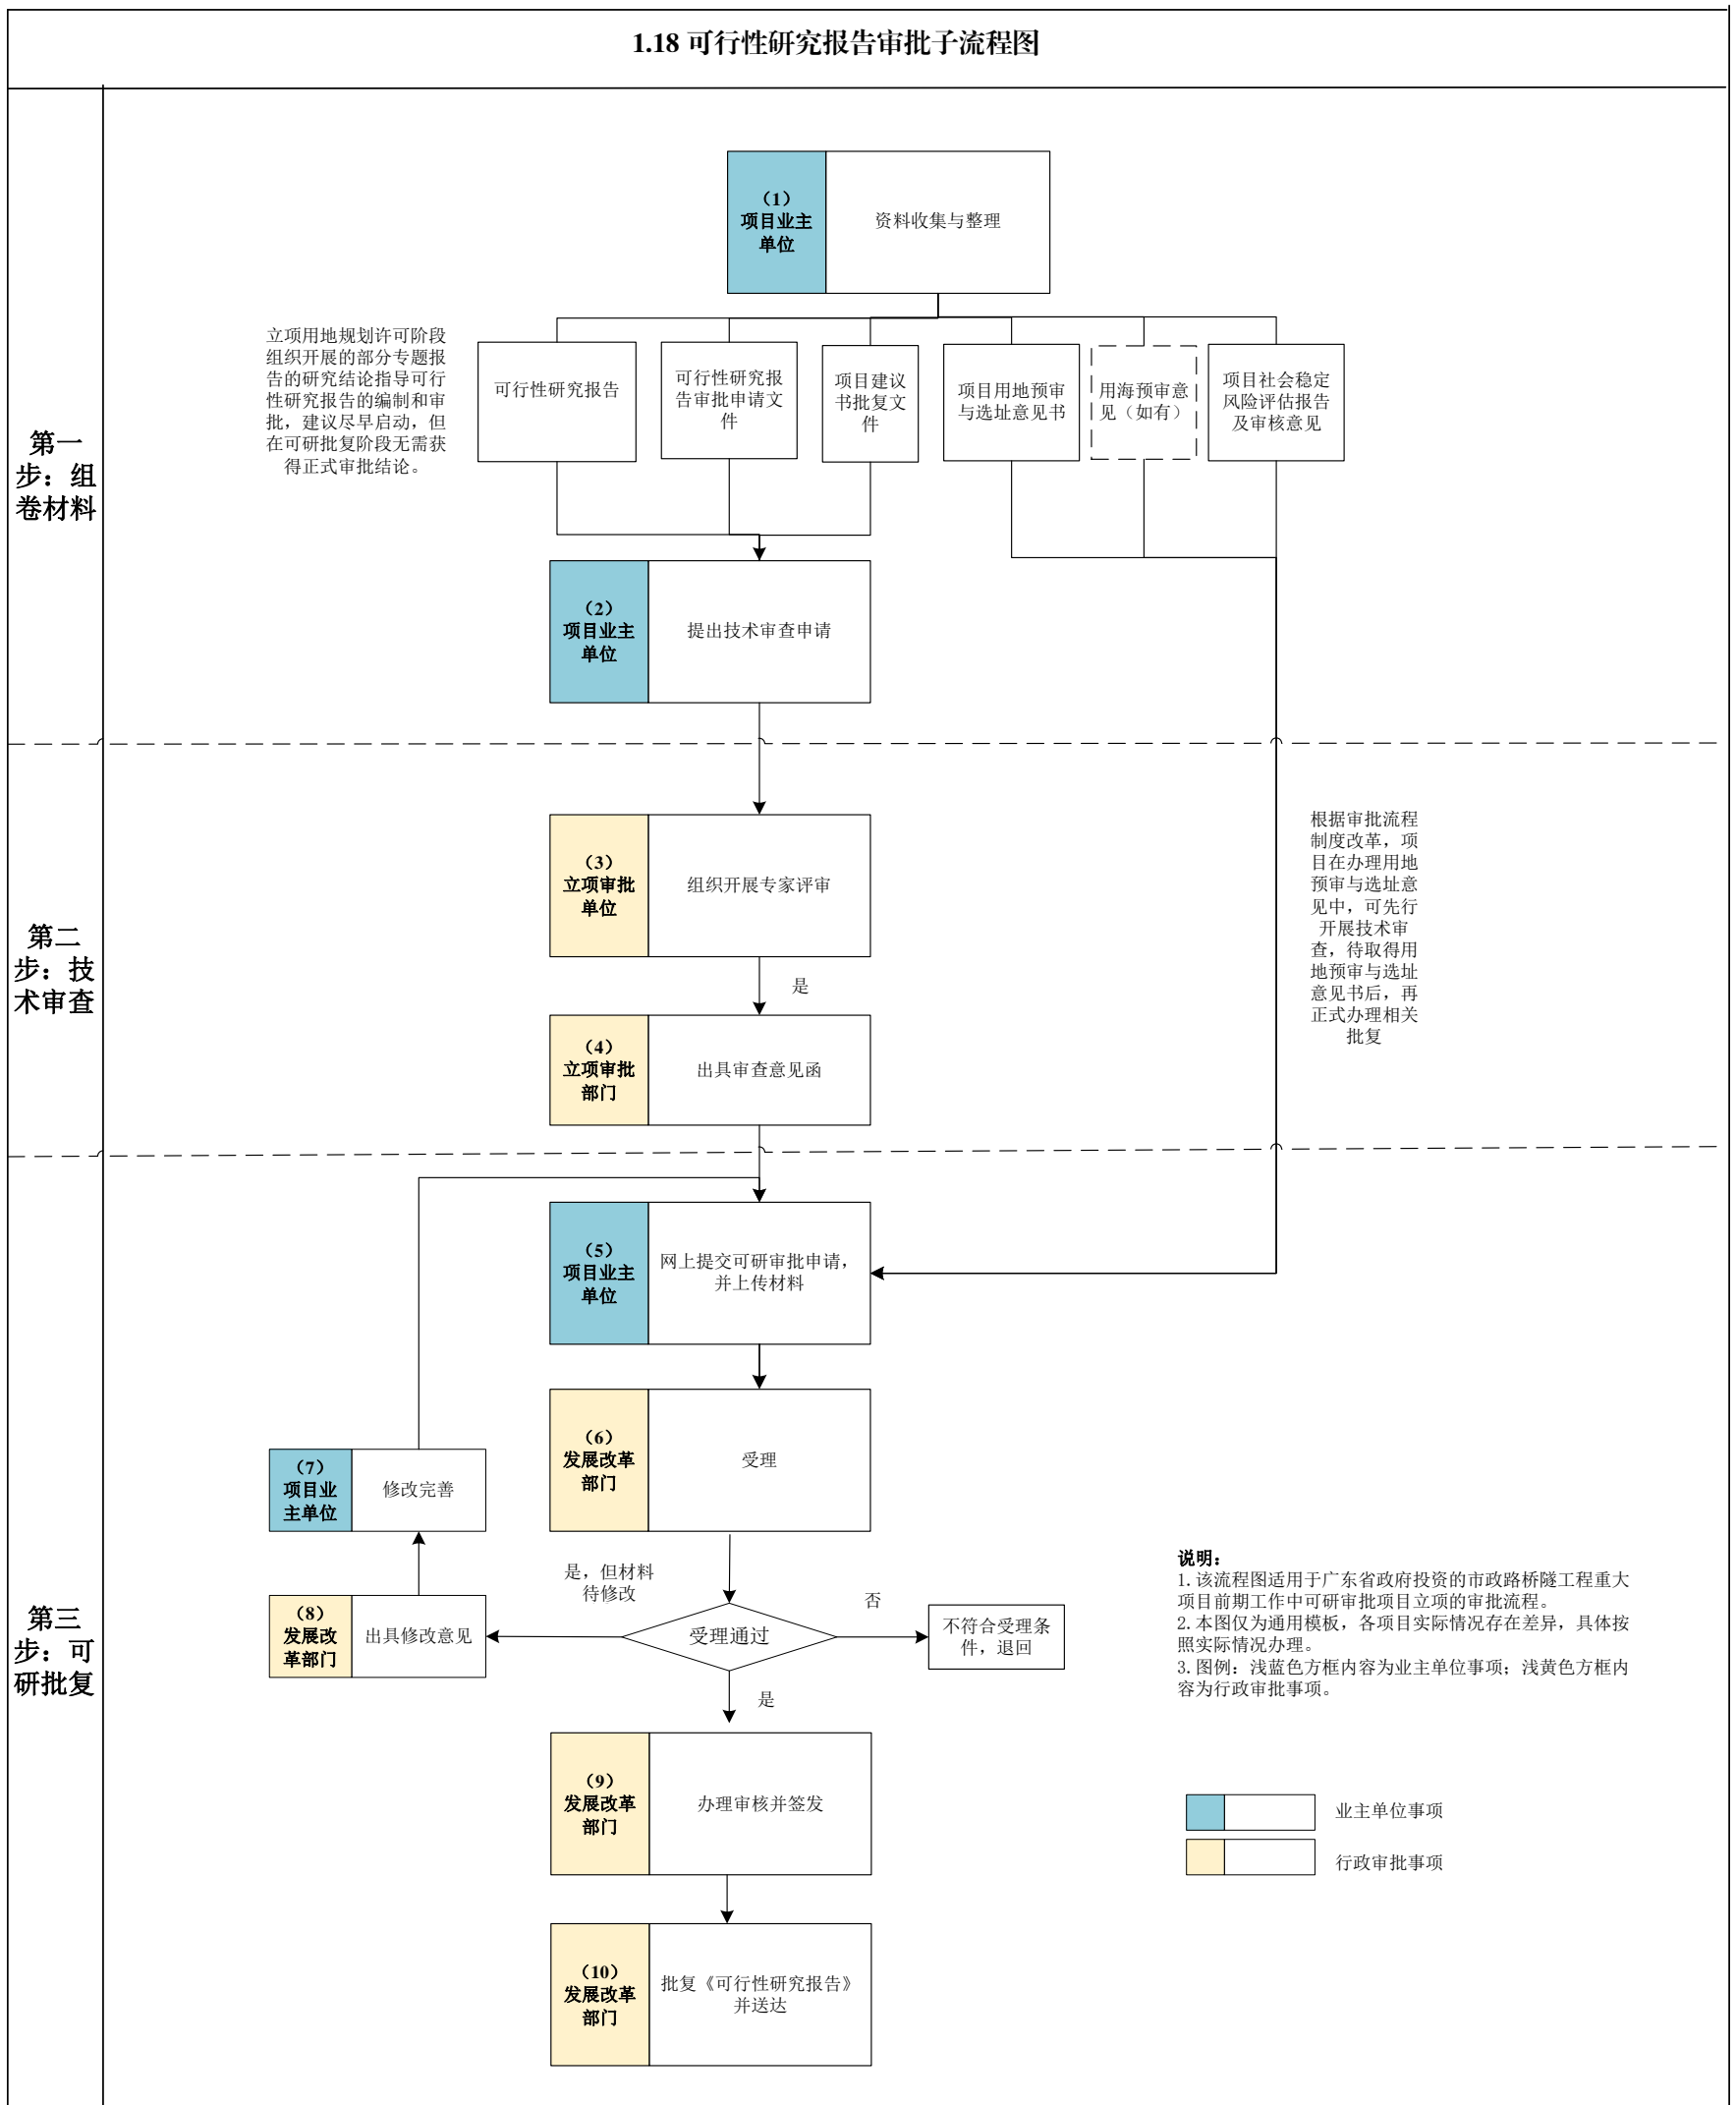 1.18 可行性研究报告审批子流程图
第一
步：组
卷材料
（1）
项目业主
单位
资料收集与整理
立项用地规划许可阶段
组织开展的部分专题报
告的研究结论指导可行
性研究报告的编制和审
批，建议尽早启动，但
在可研批复阶段无需获
得正式审批结论。
可行性研究报告
可行性研究报
告审批申请文
件
项目建议
书批复文
件
项目用地预审
与选址意见书
用海预审意
见（如有）
项目社会稳定
风险评估报告
及审核意见
（2）
项目业主
单位
提出技术审查申请
第二
步：技
术审查
（3）
立项审批
单位
组织开展专家评审
是
（4）
立项审批
部门
出具审查意见函
根据审批流程
制度改革，项
目在办理用地
预审与选址意
见中，可先行
开展技术审
查，待取得用
地预审与选址
意见书后，再
正式办理相关
批复
第三
步：可
研批复
（5）
项目业主
单位
网上提交可研审批申请，
并上传材料
（6）
发展改革
部门
受理
（7）
项目业
主单位
修改完善
是，但材料
待修改
（8）
发展改
革部门
出具修改意见
受理通过
否
不符合受理条
件，退回
是
（9）
发展改革
部门
办理审核并签发
（10）
发展改革
部门
批复《可行性研究报告》
并送达
说明：
1.该流程图适用于广东省政府投资的市政路桥隧工程重大
项目前期工作中可研审批项目立项的审批流程。
2.本图仅为通用模板，各项目实际情况存在差异，具体按
照实际情况办理。
3.图例：浅蓝色方框内容为业主单位事项；浅黄色方框内
容为行政审批事项。
业主单位事项
行政审批事项